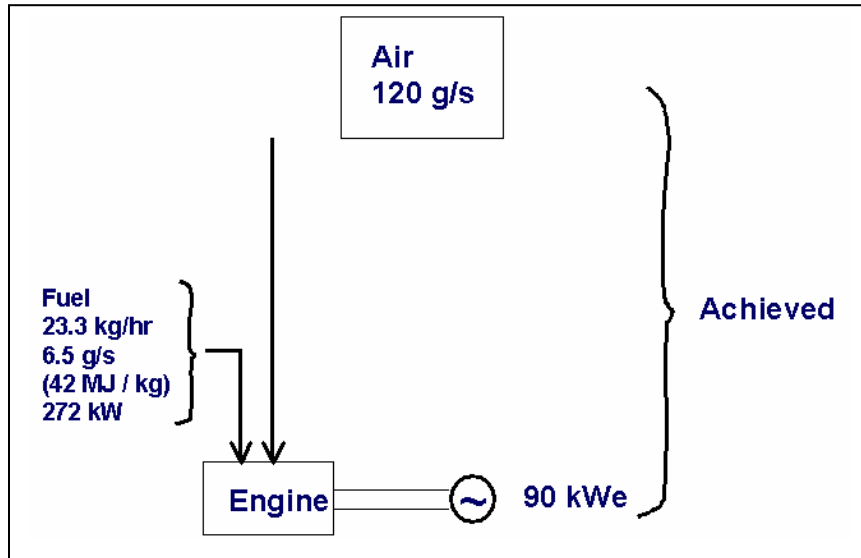 Air
120 g/s
Fuel
23.3 kg/hr
6.5 g/s
(42 MJ / kg)
272 kW
Achieved
Engine
~
90 kWe